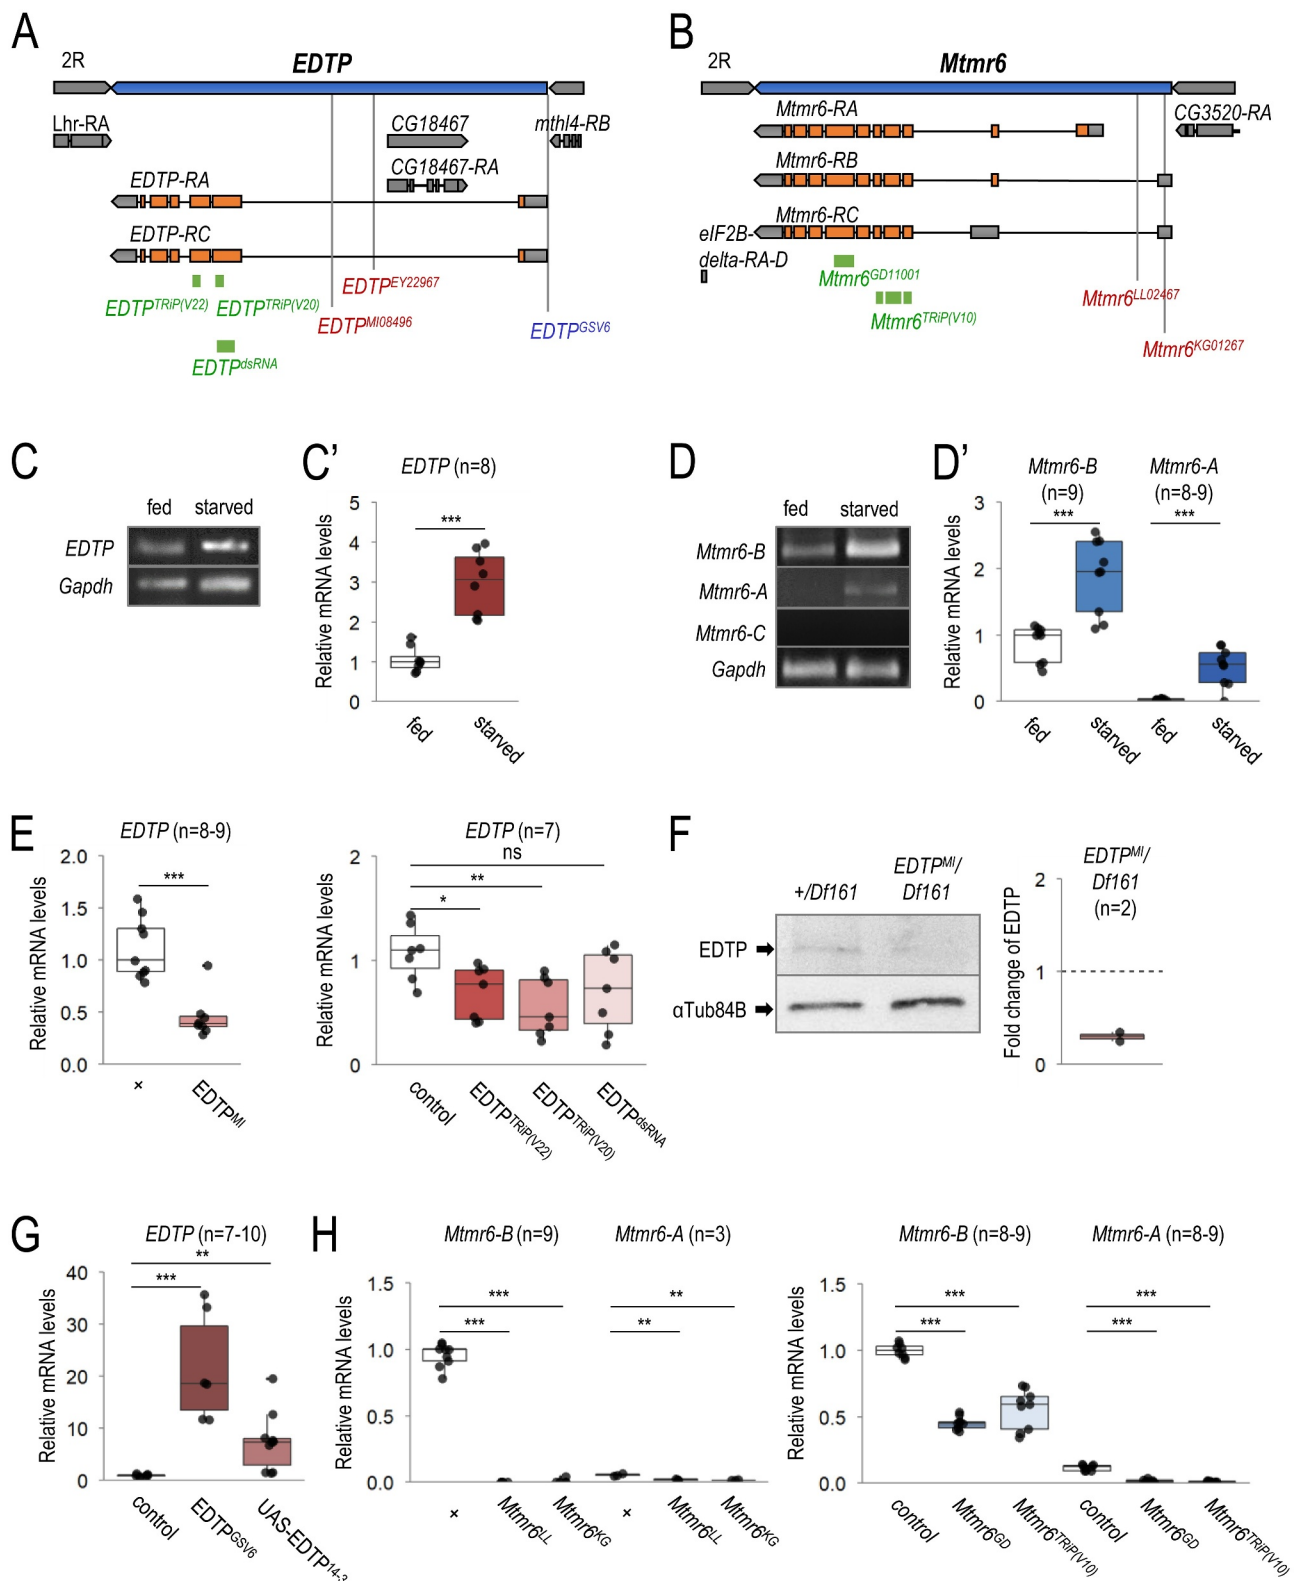 A
2R
EDTP
Lhr-RA
CG18467
mthl4-RB
CG18467-RA
EDTP-RA
EDTP-RC
EDTPTRiP(V22)
EDTPTRiP(V20)
EDTPEY22967
EDTPMI08496
EDTPGSV6
EDTPdsRNA
B
2R
Mtmr6
Mtmr6-RA
CG3520-RA
Mtmr6-RB
Mtmr6-RC
eIF2B-
delta-RA-D
Mtmr6GD11001
Mtmr6TRiP(V10)
Mtmr6LL02467
Mtmr6KG01267
C
fed starved
EDTP
Gapdh
C’
EDTP (n=8)
Relative mRNA levels
5
4
3
2
1
0
***
fed
starved
D
fed starved
Mtmr6-B
Mtmr6-A
Mtmr6-C
Gapdh
D’
Mtmr6-B
(n=9)
Mtmr6-A
(n=8-9)
Relative mRNA levels
3
2
1
0
***
***
fed
starved
fed
starved
E
EDTP (n=8-9)
Relative mRNA levels
2.0
1.5
1.0
0.5
0.0
***
+
EDTPMI
EDTP (n=7)
Relative mRNA levels
2
1
0
ns
**
*
control
EDTPTRiP(V22)
EDTPTRiP(V20)
EDTPdsRNA
F
+/Df161
EDTPMI/
Df161
EDTP
αTub84B
EDTPMI/
Df161
(n=2)
Fold change of EDTP
2
1
0
G
EDTP (n=7-10)
Relative mRNA levels
40
30
20
10
0
**
***
control
EDTPGSV6
UAS-EDTP14-3
H
Mtmr6-B (n=9)
Mtmr6-A (n=3)
Relative mRNA levels
1.5
1.0
0.5
0.0
***
***
**
**
+
Mtmr6LL
Mtmr6KG
+
Mtmr6LL
Mtmr6KG
Mtmr6-B (n=8-9)
Mtmr6-A (n=8-9)
Relative mRNA levels
1.5
1.0
0.5
0.0
***
***
***
***
control
Mtmr6GD
Mtmr6TRiP(V10)
control
Mtmr6GD
Mtmr6TRiP(V10)